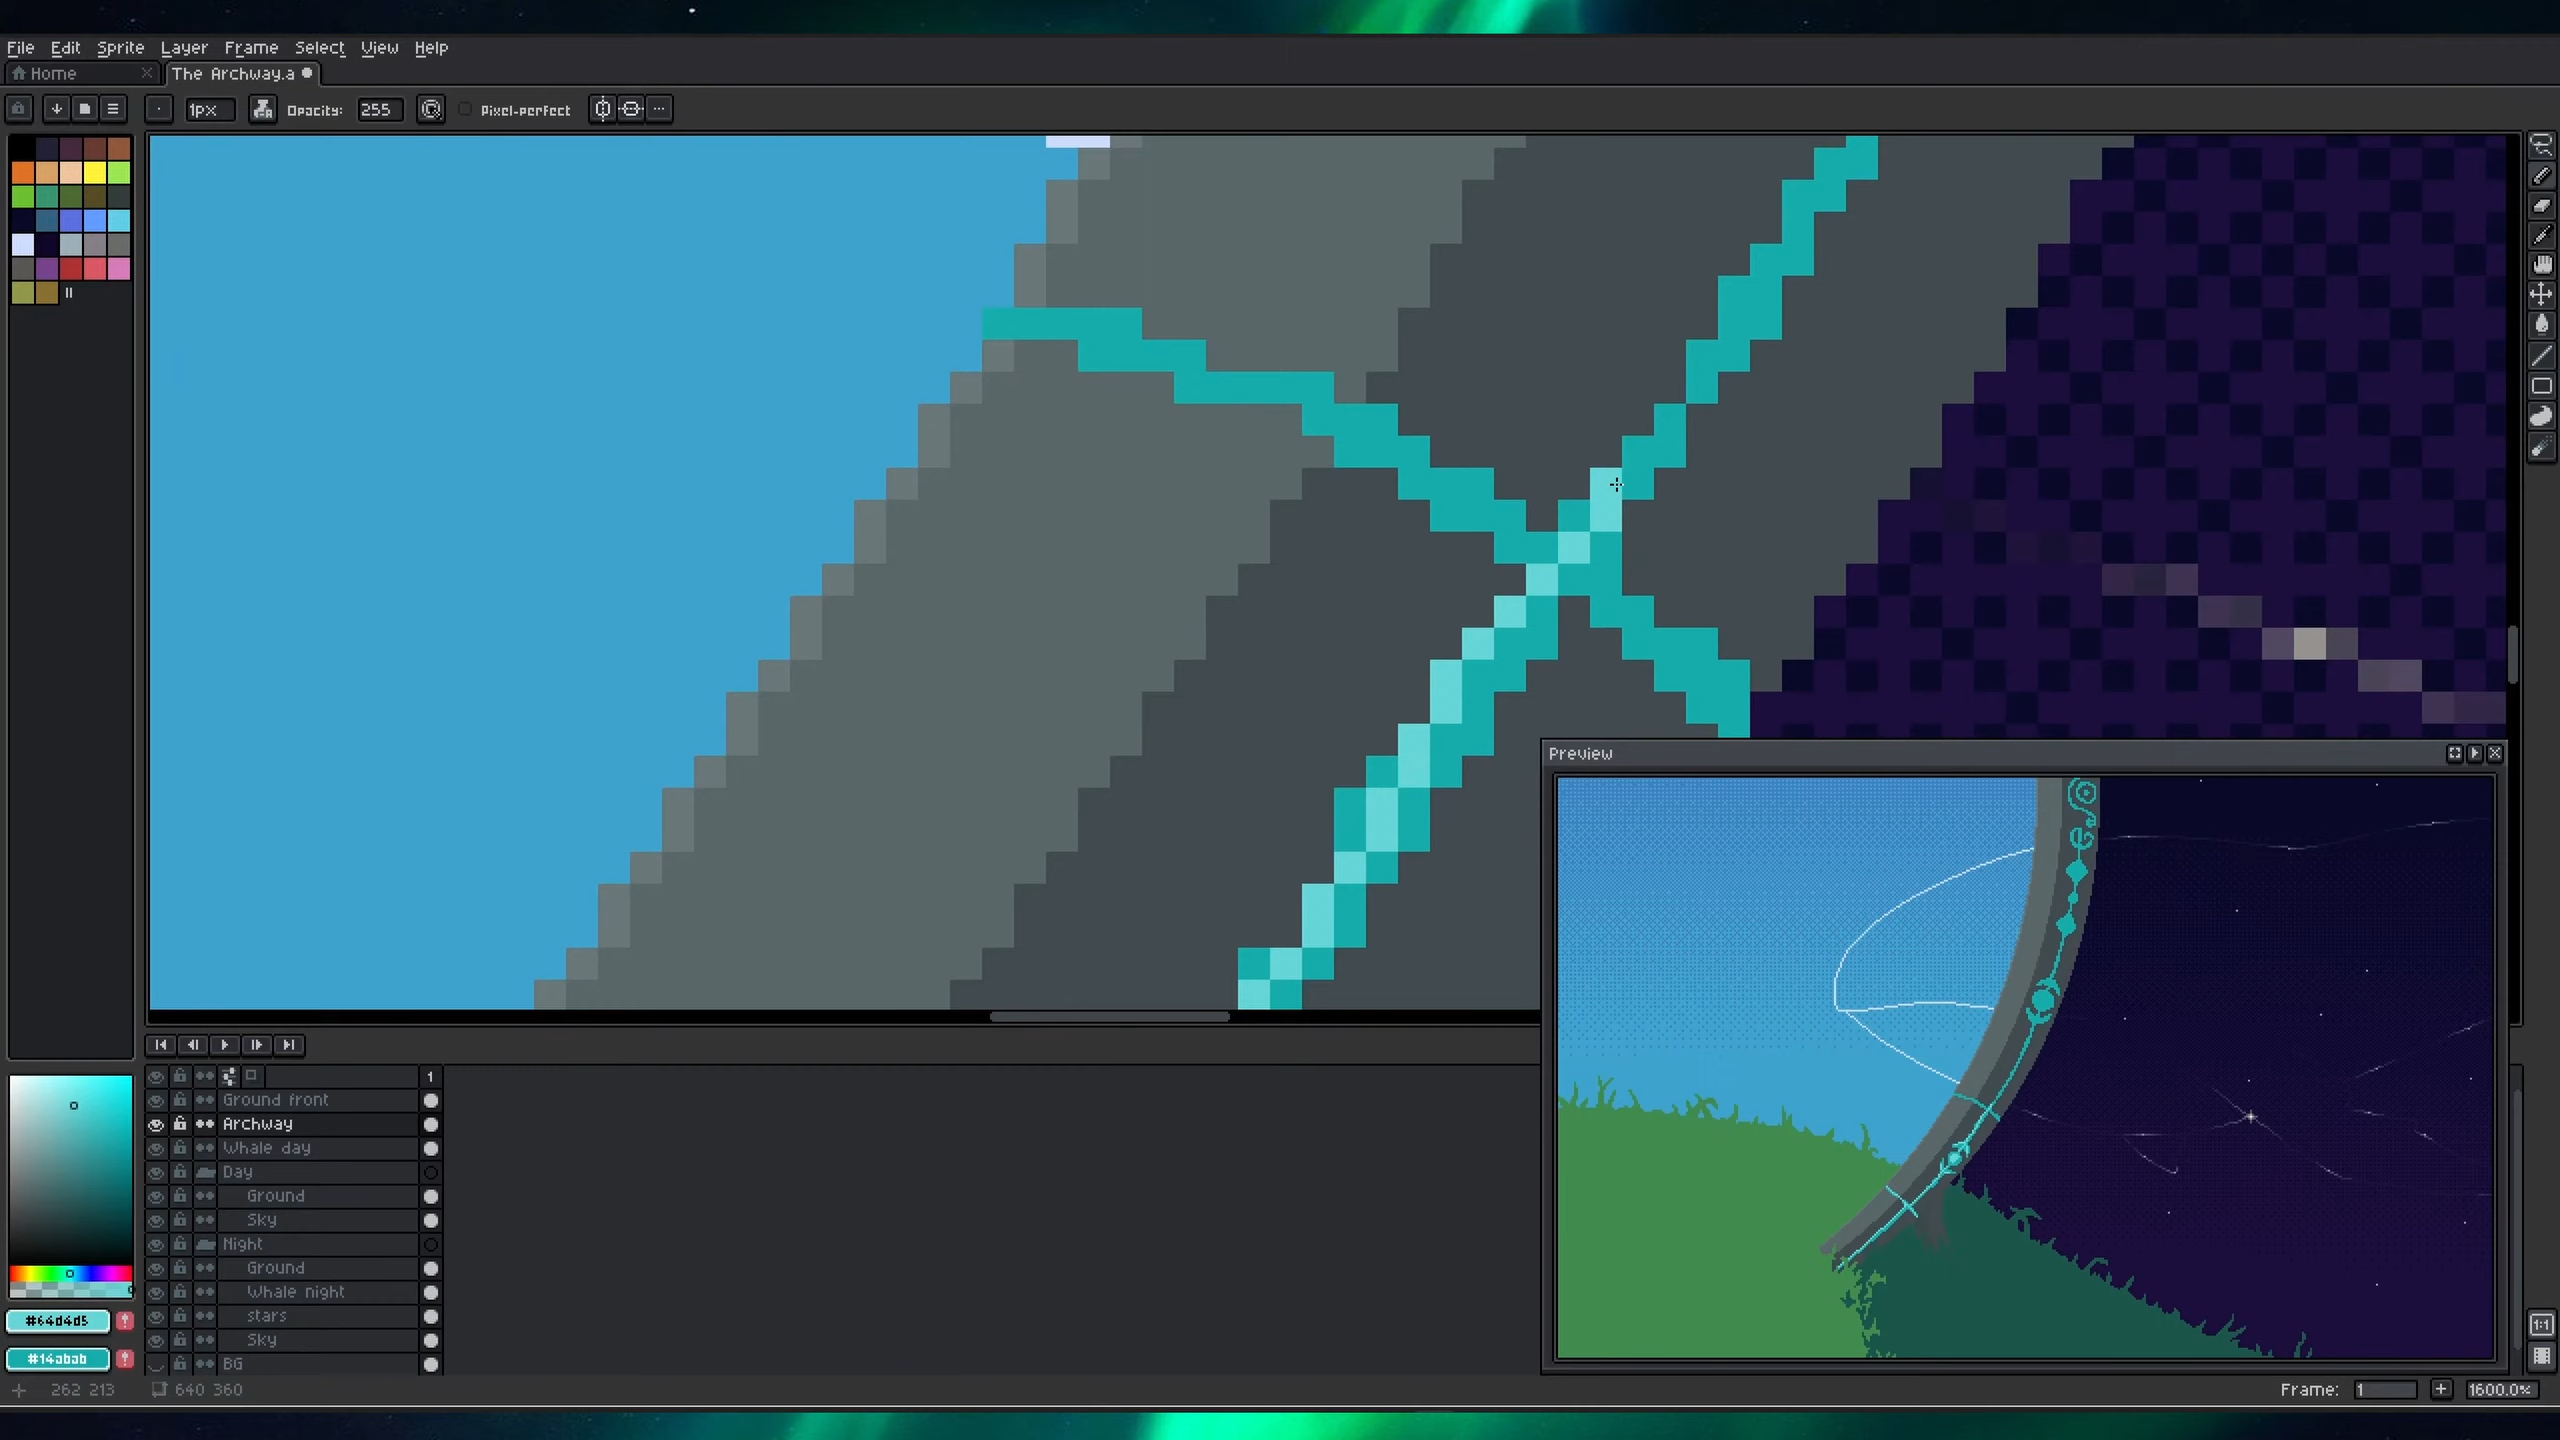 File Edit Sprite Layer Frame Select View Help
Home The Archway.a
1px Opacity: 255 Pixel-perfect
Preview
1
Ground front
Archway
Whale day
Day
Ground
Sky
Night
Ground
Whale night
stars
Sky
BG
#64d4d5
#14abab
1:1
262 213 640 360
Frame: 1 1600.0%